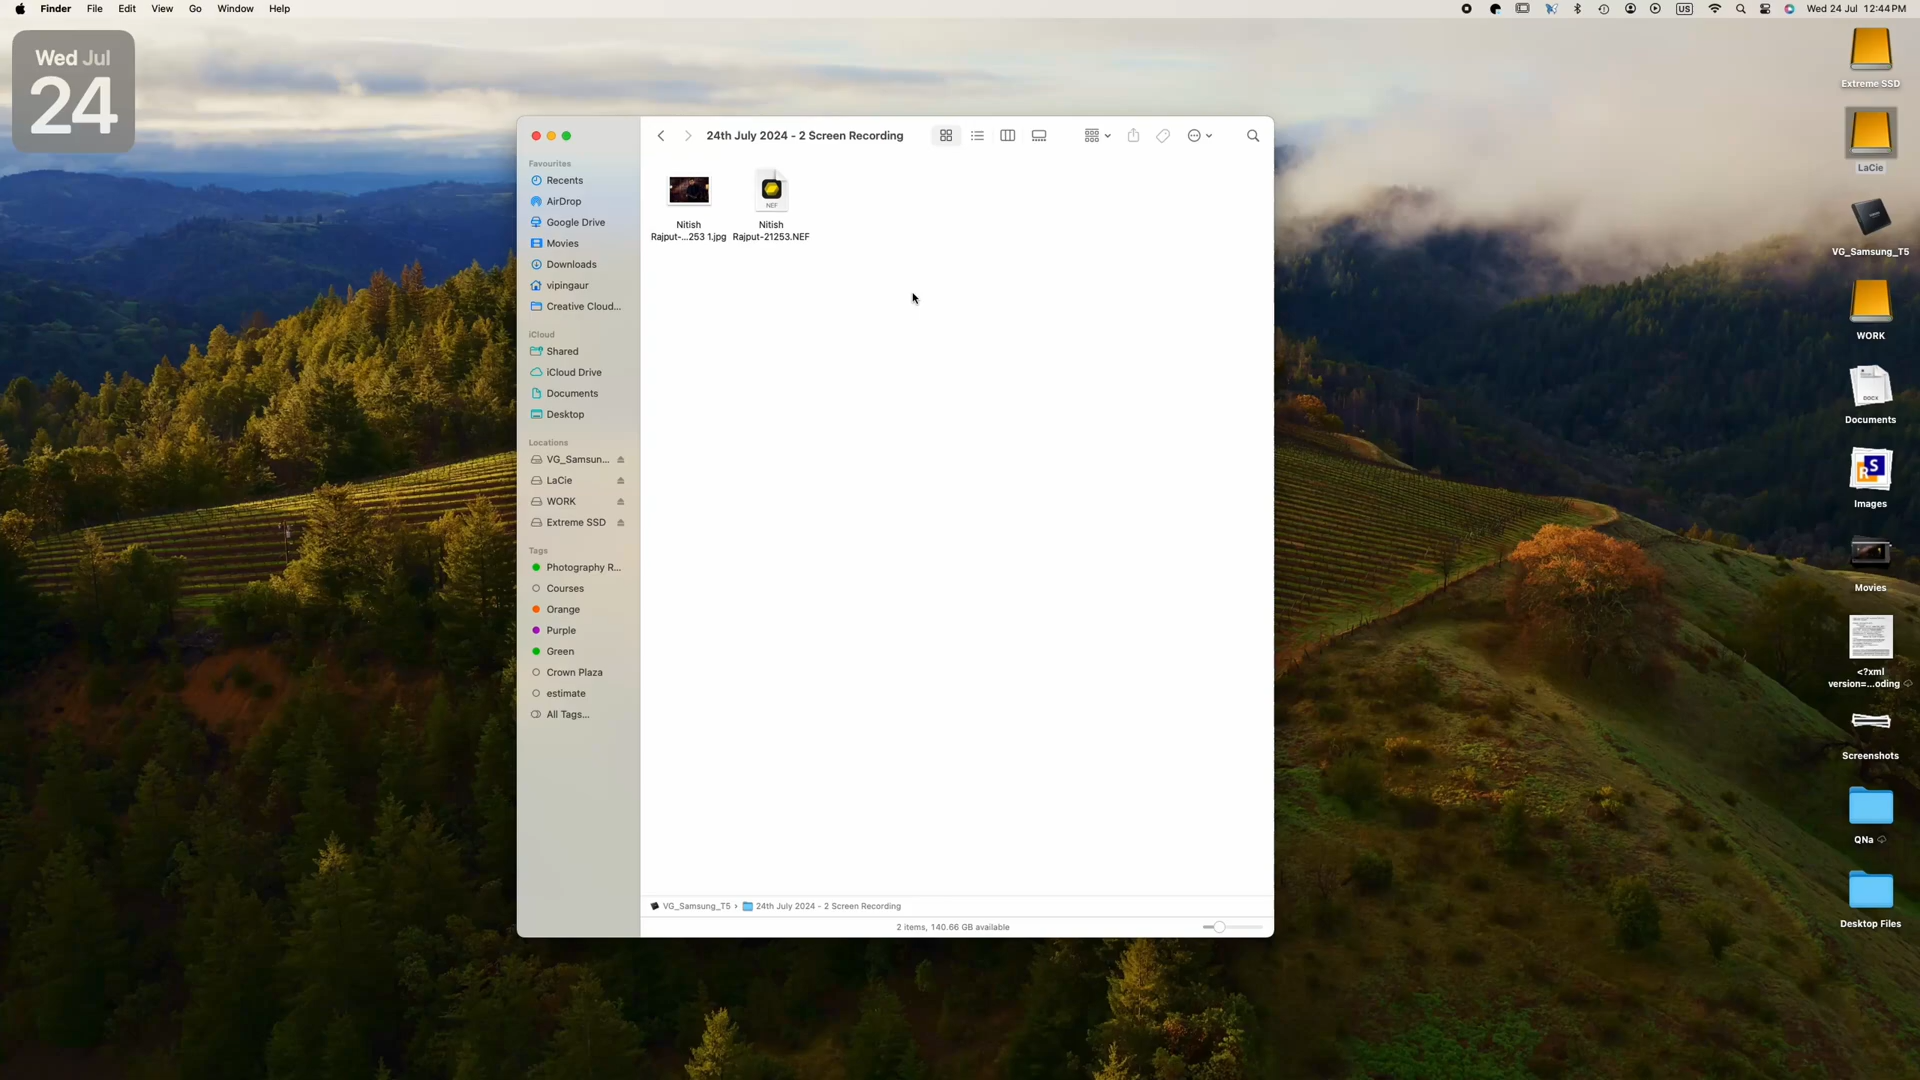 Finder File Edit View Go Window Help
US Wed 24 Jul 12:44 PM
Wed Jul
24
24th July 2024 - 2 Screen Recording
Favourites
Recents
AirDrop
Google Drive
Movies
Downloads
vipingaur
Creative Cloud...
iCloud
Shared
iCloud Drive
Documents
Desktop
Locations
VG_Samsun...
LaCie
WORK
Extreme SSD
Tags
Photography R...
Courses
Orange
Purple
Green
Crown Plaza
estimate
All Tags...
Nitish
Rajput-...253 1.jpg
NEF
Nitish
Rajput-21253.NEF
VG_Samsung_T5 › 24th July 2024 - 2 Screen Recording
2 items, 140.66 GB available
Extreme SSD
LaCie
VG_Samsung_T5
WORK
DOCX
Documents
RS
Images
Movies
<?xml
version=...oding
Screenshots
QNa
Desktop Files